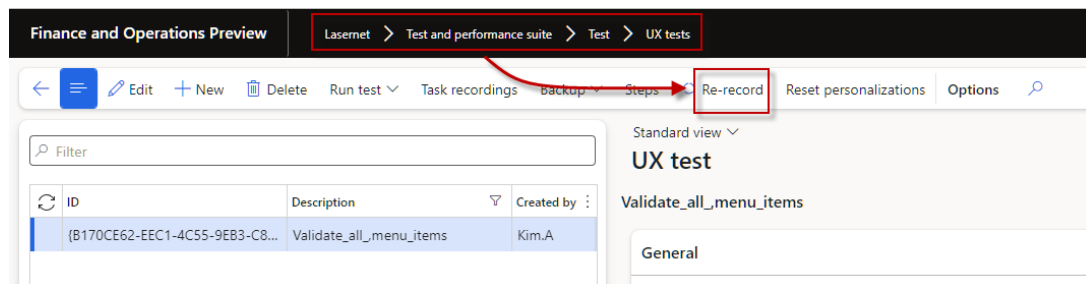 Finance and Operations Preview Lasernet > Test and performance suite > Test > UX tests
Edit New Delete Run test Task recordings Backup Steps Re-record Reset personalizations Options
Standard view
Filter
UX test
ID Description Created by
Validate_all_,menu_items
{B170CE62-EEC1-4C55-9EB3-C8... Validate_all_,menu_items Kim.A
General